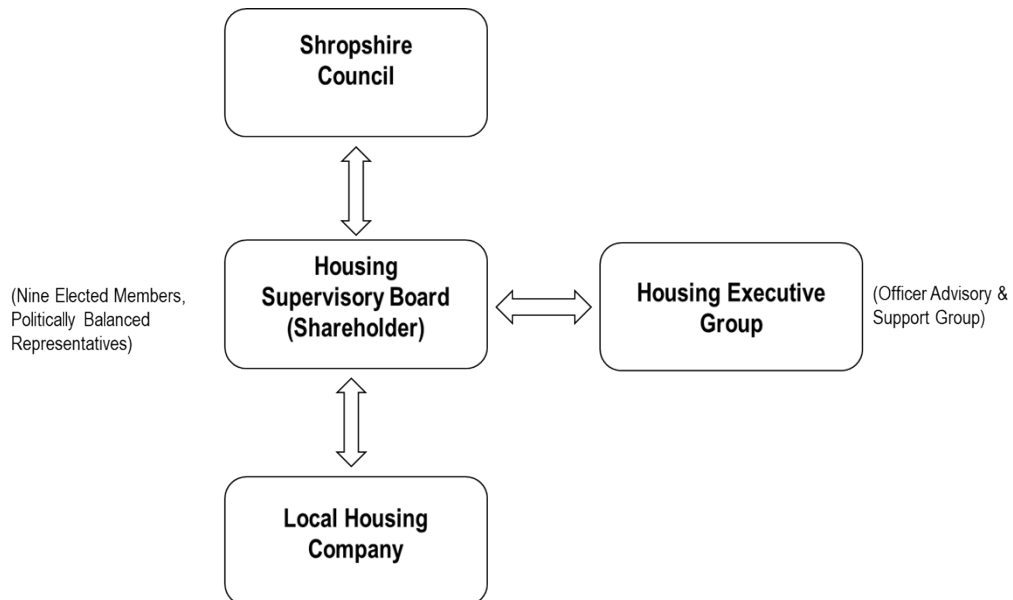 Shropshire
Council
(Nine Elected Members,
Politically Balanced
Representatives)
Housing
Supervisory Board
(Shareholder)
Housing Executive
Group
(Officer Advisory &
Support Group)
Local Housing
Company